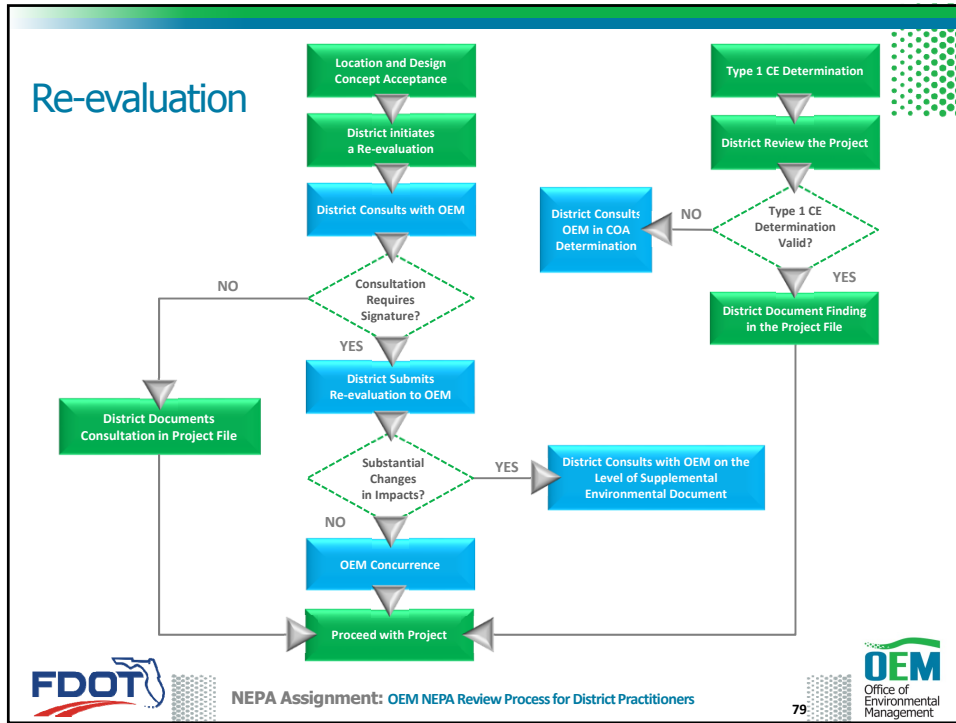 Re-evaluation
Location and Design
Concept Acceptance
District initiates
a Re-evaluation
District Consults with OEM
Consultation
Requires
Signature?
NO
YES
District Documents
Consultation in Project File
District Submits
Re-evaluation to OEM
Substantial
Changes
in Impacts?
YES
District Consults with OEM on the
Level of Supplemental
Environmental Document
NO
OEM Concurrence
Proceed with Project
Type 1 CE Determination
District Review the Project
Type 1 CE
Determination
Valid?
NO
District Consults
OEM in COA
Determination
YES
District Document Finding
in the Project File
FDOT
NEPA Assignment: OEM NEPA Review Process for District Practitioners
79
OEM
Office of
Environmental
Management